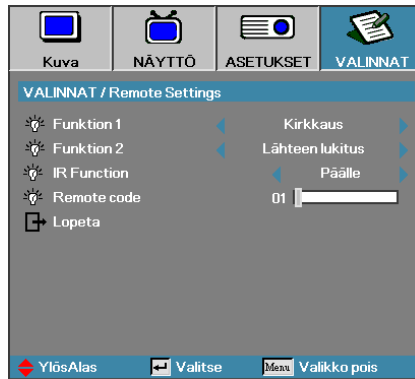 Kuva NÄYTTÖ ASETUKSET VALINNAT
VALINNAT / Remote Settings
Funktion 1 Kirkkaus
Funktion 2 Lähteen lukitus
IR Function Päälle
Remote code 01
Lopeta
YlösAlas Valitse Menu Valikko pois